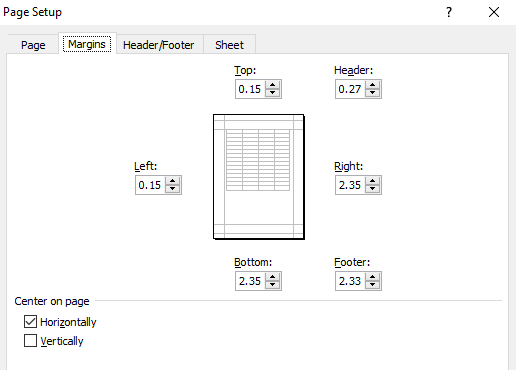 Page Setup ?
Page Margins Header/Footer Sheet
Top: Header:
0.15 0.27
Left: Right:
0.15 2.35
Bottom: Footer:
2.35 2.33
Center on page
Horizontally
Vertically